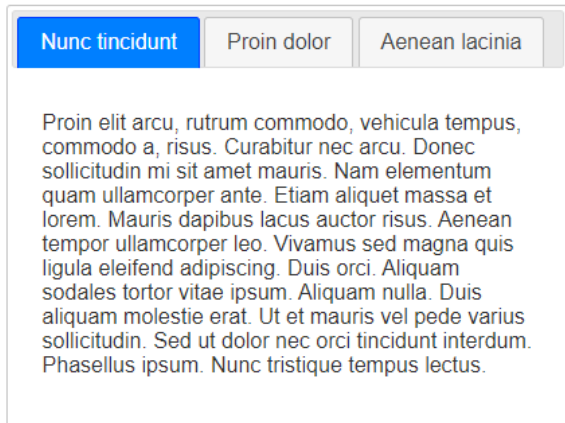 Nunc tincidunt Proin dolor Aenean lacinia
Proin elit arcu, rutrum commodo, vehicula tempus,
commodo a, risus. Curabitur nec arcu. Donec
sollicitudin mi sit amet mauris. Nam elementum
quam ullamcorper ante. Etiam aliquet massa et
lorem. Mauris dapibus lacus auctor risus. Aenean
tempor ullamcorper leo. Vivamus sed magna quis
ligula eleifend adipiscing. Duis orci. Aliquam
sodales tortor vitae ipsum. Aliquam nulla. Duis
aliquam molestie erat. Ut et mauris vel pede varius
sollicitudin. Sed ut dolor nec orci tincidunt interdum.
Phasellus ipsum. Nunc tristique tempus lectus.